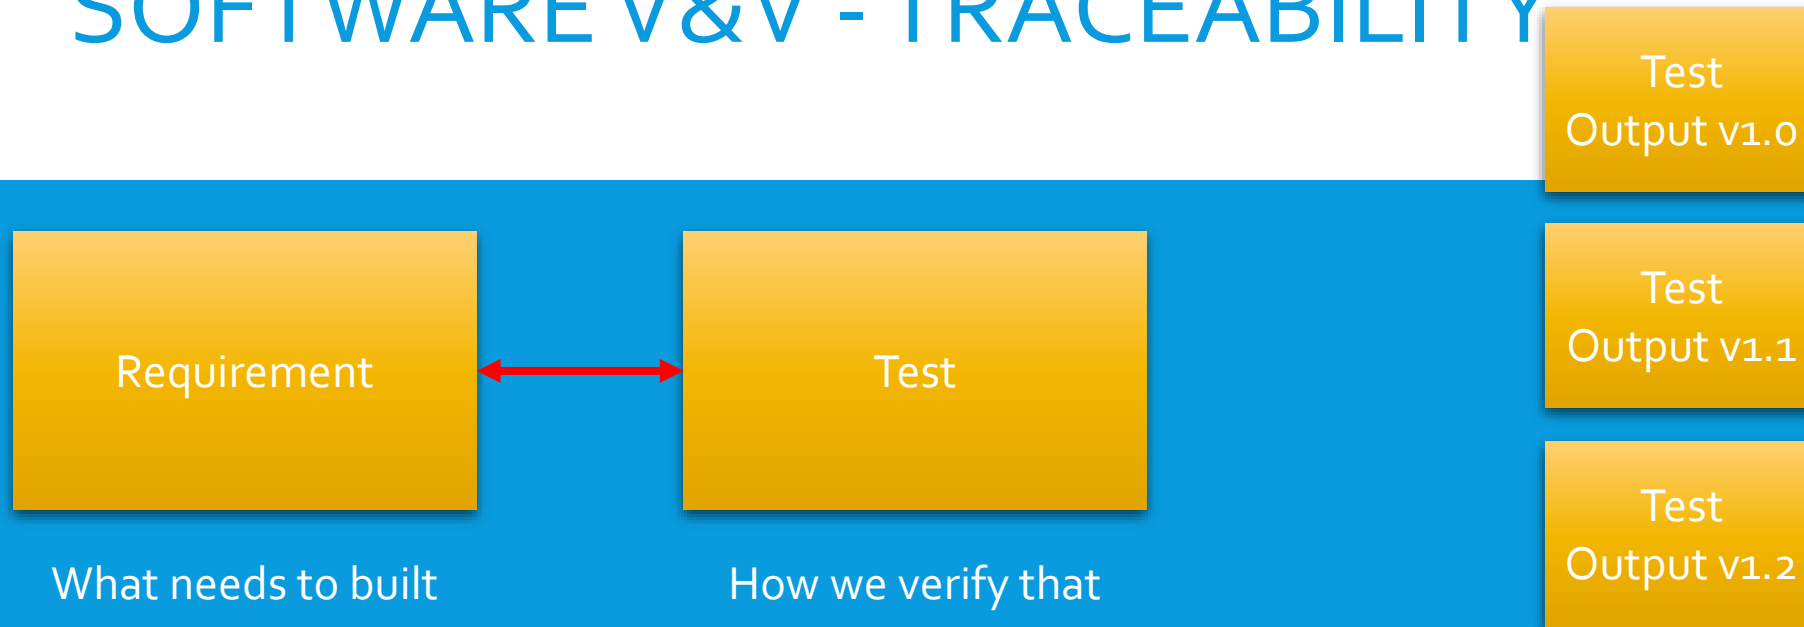 SOFTWARE V&V - TRACEABILITY
Test
Output v1.0
Requirement
Test
Test
Output v1.1
What needs to built
How we verify that
Test
Output v1.2